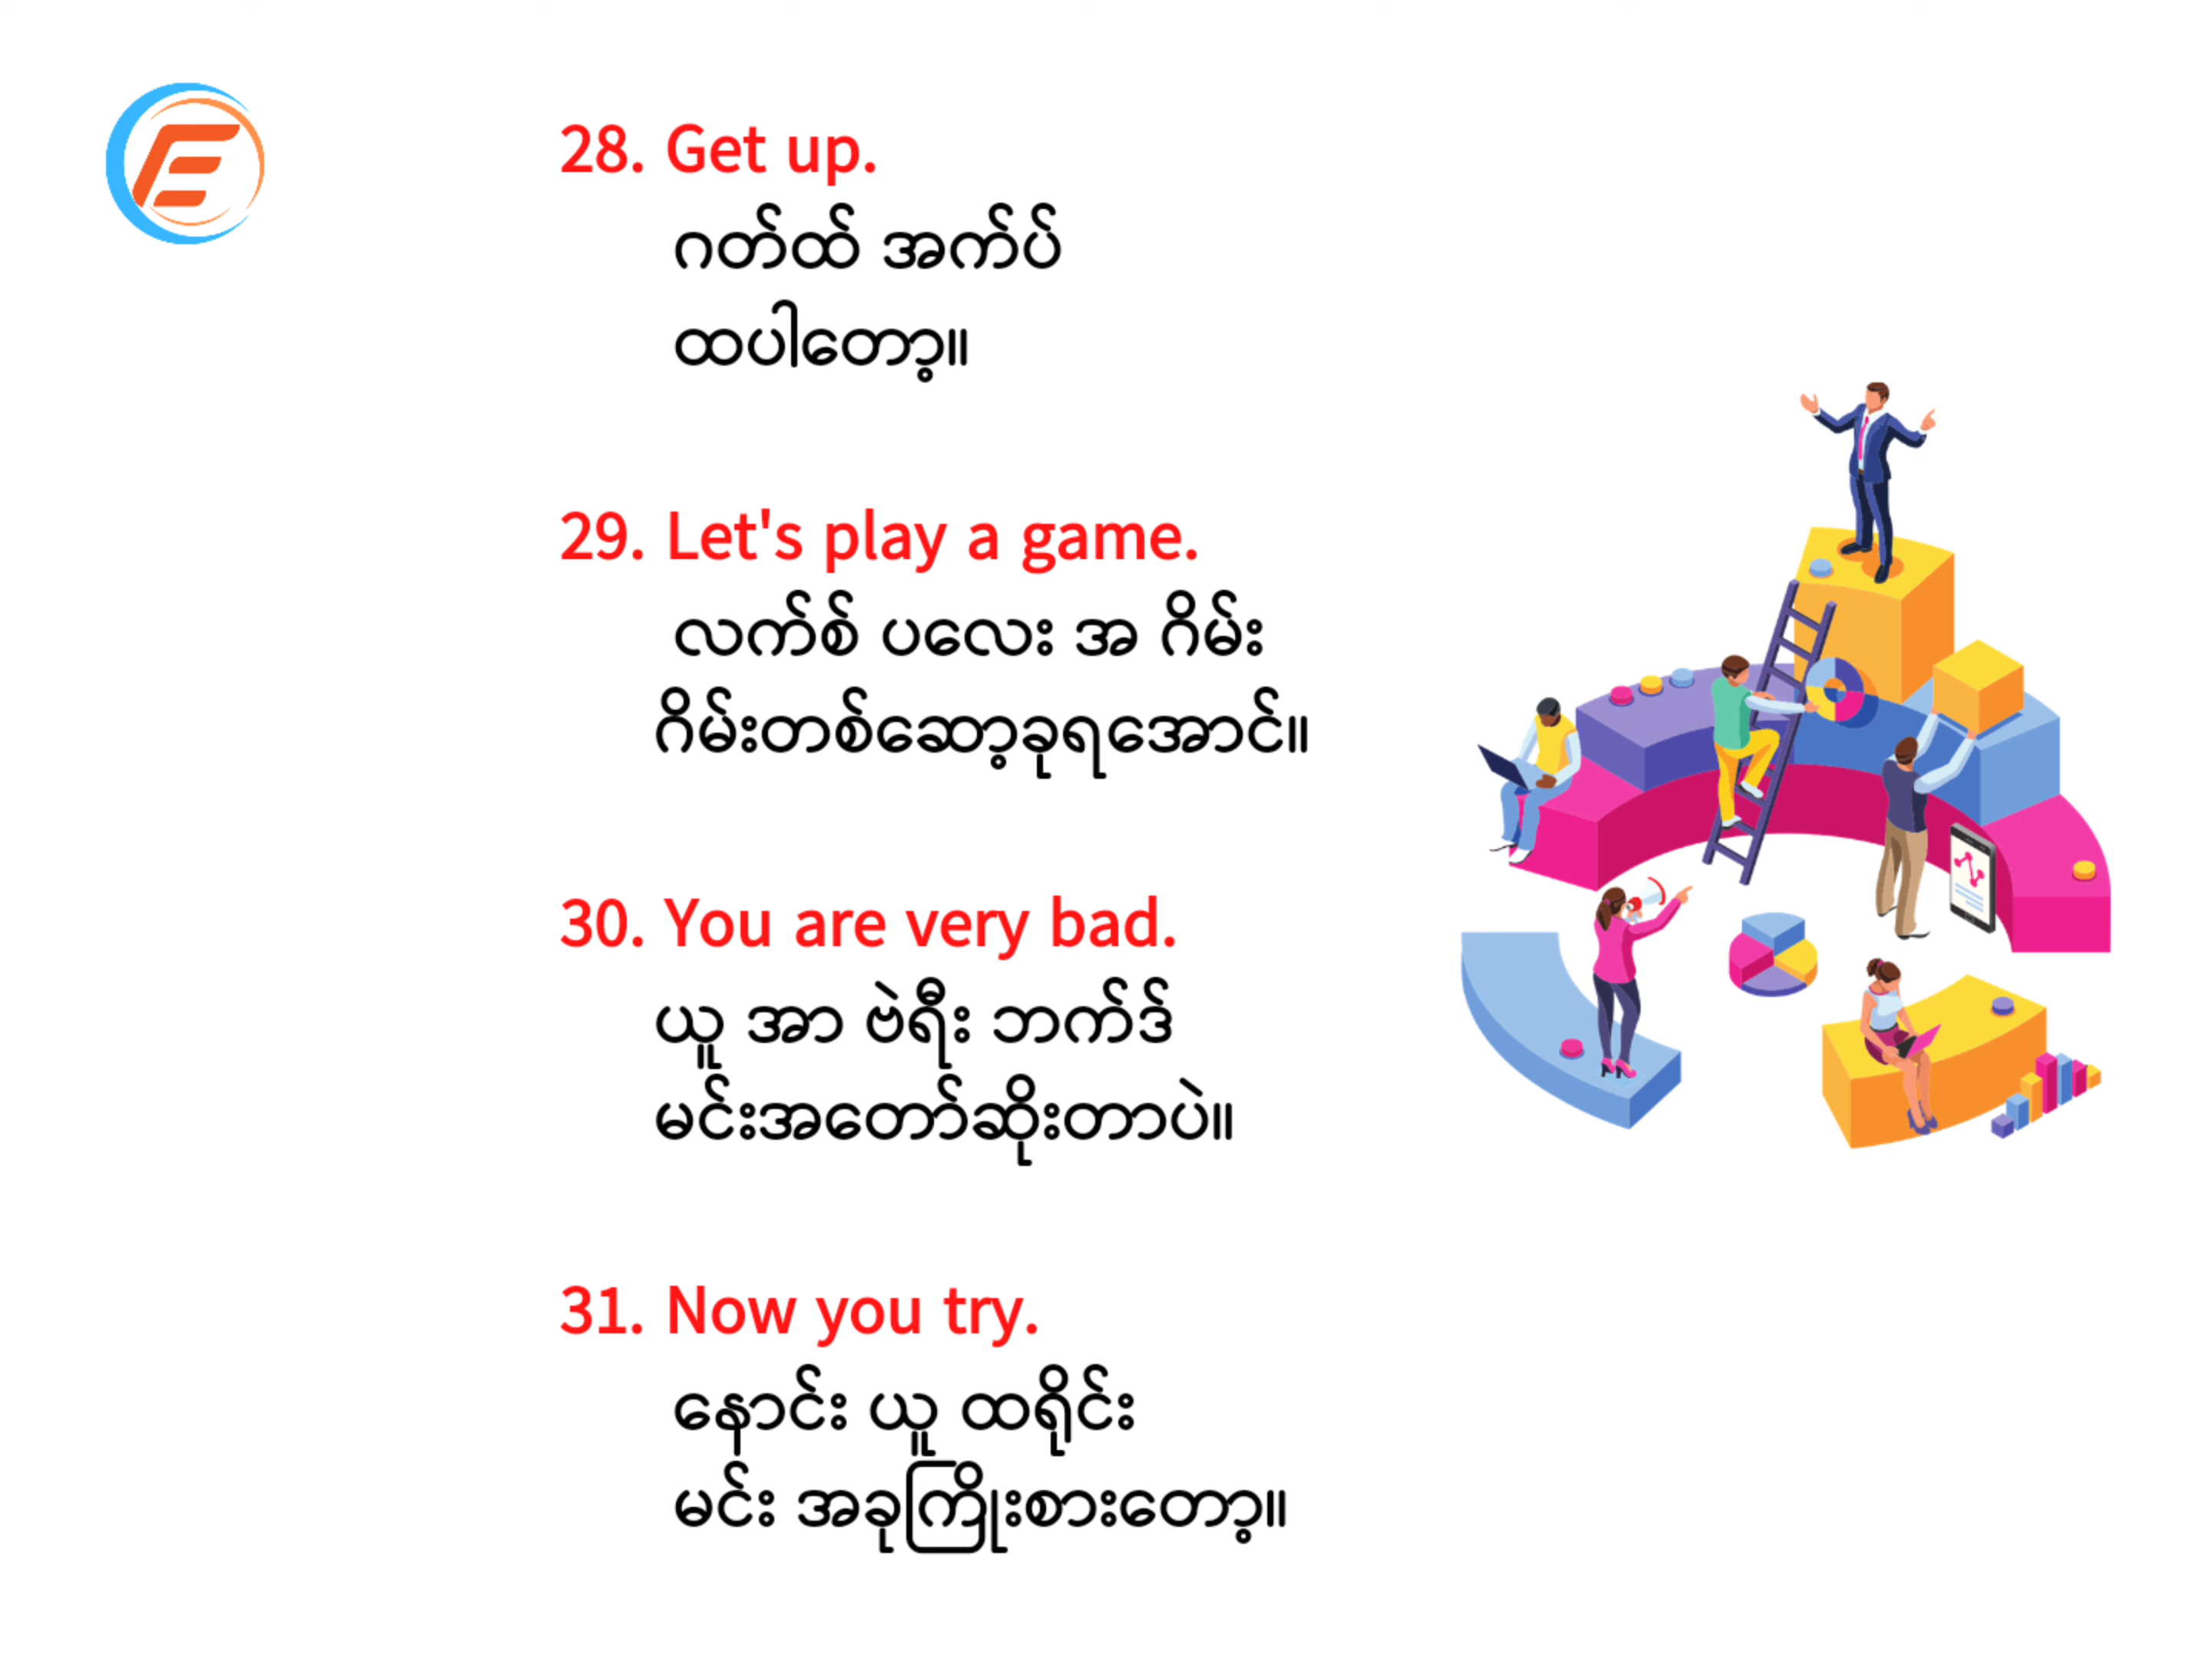 28. Get up.
ဂတ်ထ် အက်ပ်
ထပါတော့။
29. Let's play a game.
လက်စ် ပလေး အ ဂိမ်း
ဂိမ်းတစ်ဆော့ခုရအောင်။
30. You are very bad.
ယူ အာ ဗဲရီး ဘက်ဒ်
မင်းအတော်ဆိုးတာပဲ။
31. Now you try.
နောင်း ယူ ထရိုင်း
မင်း အခုကြိုးစားတော့။